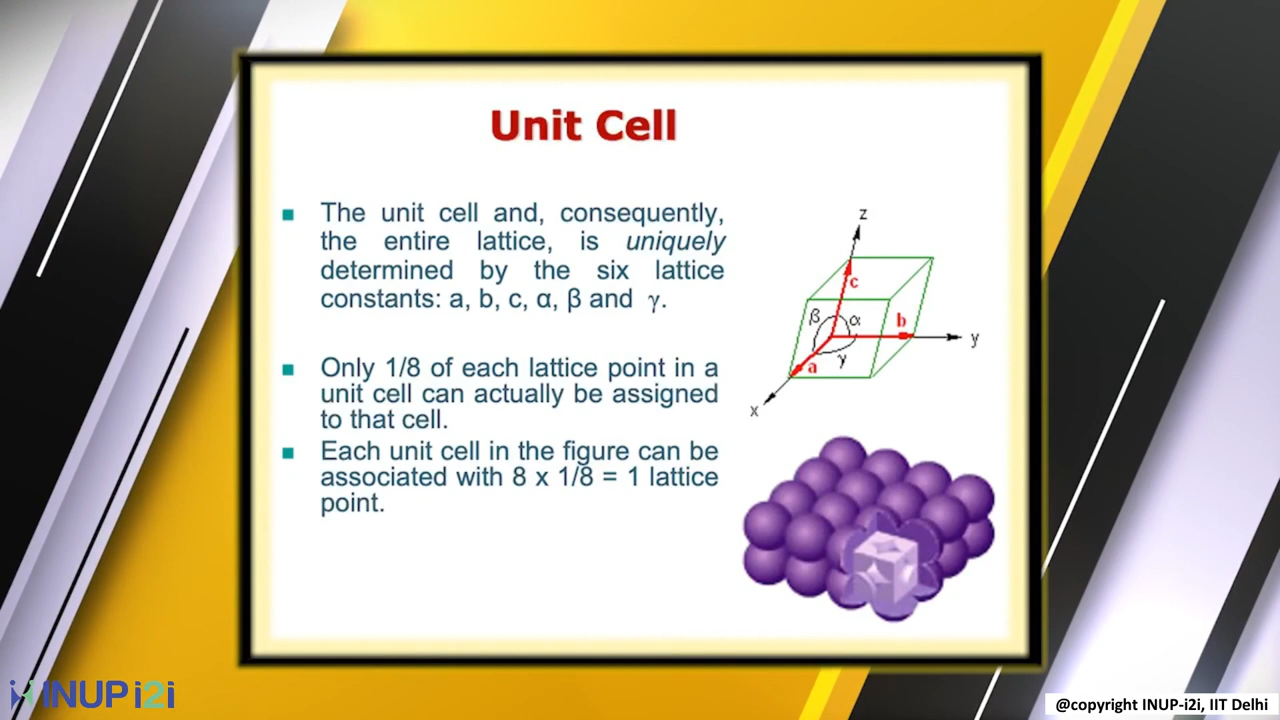 Unit Cell
The unit cell and, consequently,
the entire lattice, is uniquely
determined by the six lattice
constants: a, b, c, α, β and γ.
Only 1/8 of each lattice point in a
unit cell can actually be assigned
to that cell.
Each unit cell in the figure can be
associated with 8 x 1/8 = 1 lattice
point.
z
c
β α b
y
a γ
x
INUP i2i
@copyright INUP-i2i, IIT Delhi